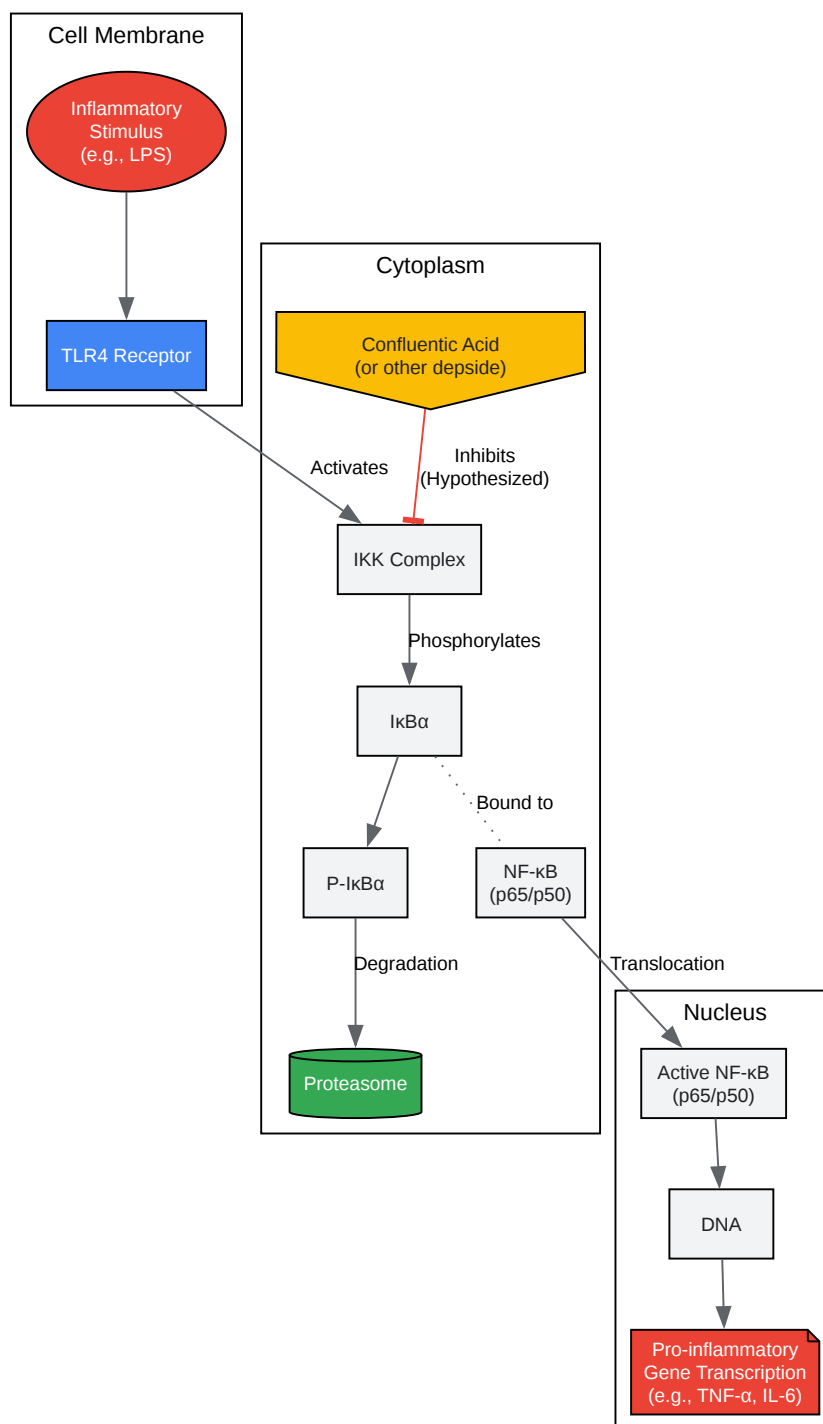 Cell Membrane
Inflammatory
Stimulus
(e.g., LPS)
TLR4 Receptor
Cytoplasm
Confluentic Acid
(or other depside)
Activates
Inhibits
(Hypothesized)
IKK Complex
Phosphorylates
IκBα
Bound to
P-IκBα
NF-κB
(p65/p50)
Degradation
Translocation
Proteasome
Nucleus
Active NF-κB
(p65/p50)
DNA
Pro-inflammatory
Gene Transcription
(e.g., TNF-α, IL-6)